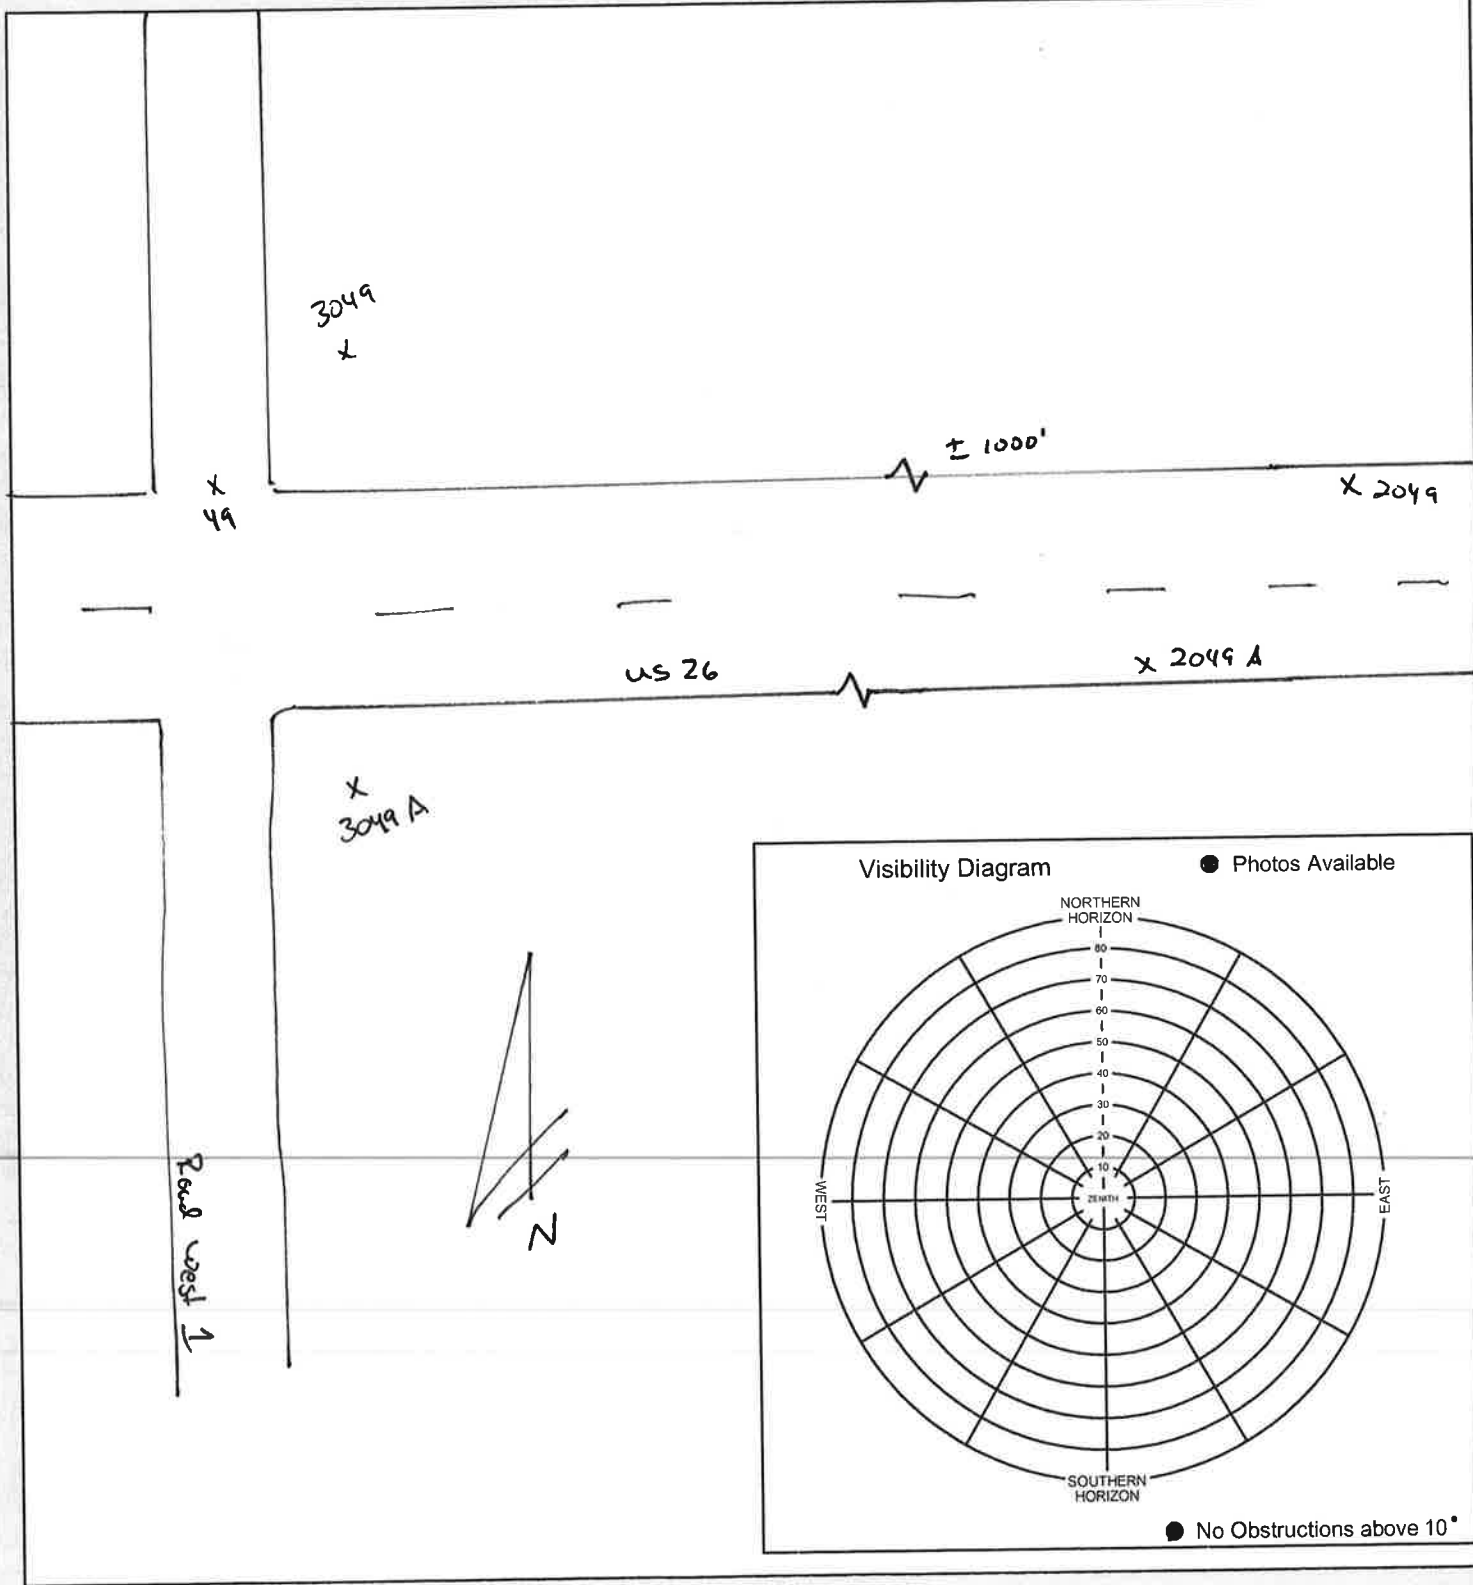 3049
x
± 1000'
x
49
x 2049
us 26
x 2049 A
x
3049 A
N
Road west 1
Visibility Diagram
Photos Available
NORTHERN
HORIZON
80
70
60
50
40
30
20
10
ZENITH
WEST
EAST
SOUTHERN
HORIZON
No Obstructions above 10°